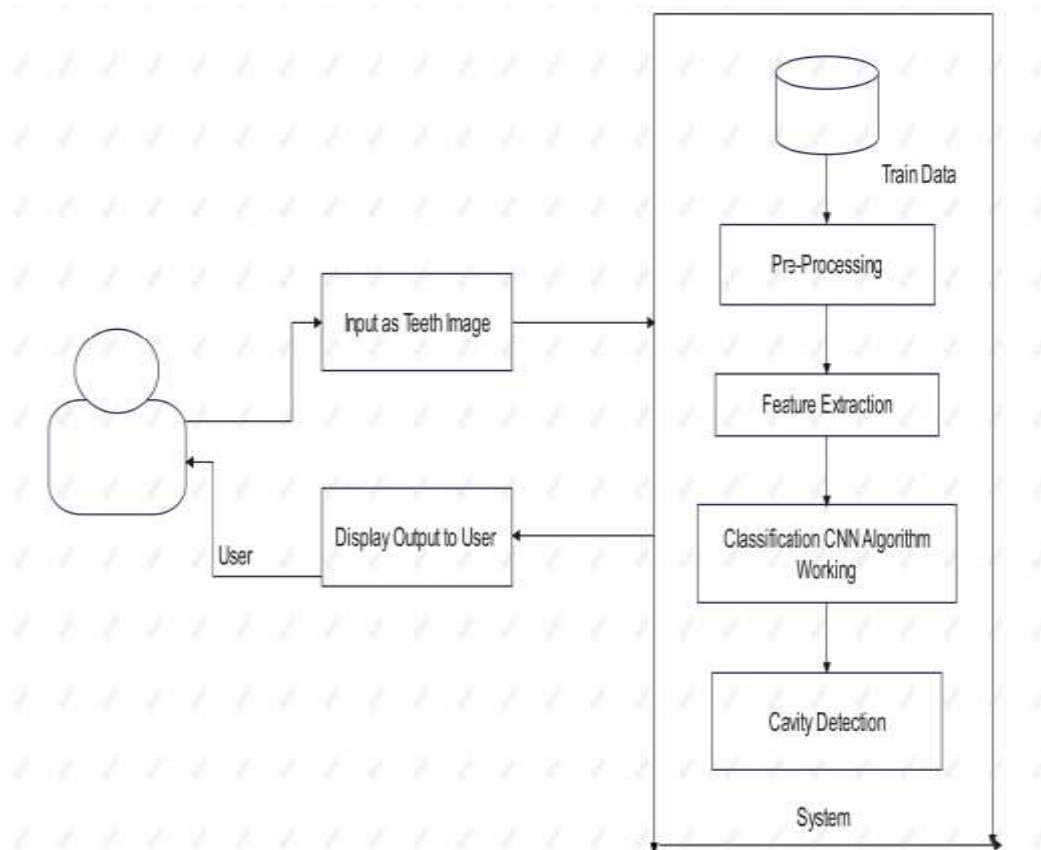 Train Data
Pre-Processing
Input as Teeth Image
Feature Extraction
Classification CNN Algorithm
Working
Display Output to User
User
Cavity Detection
System